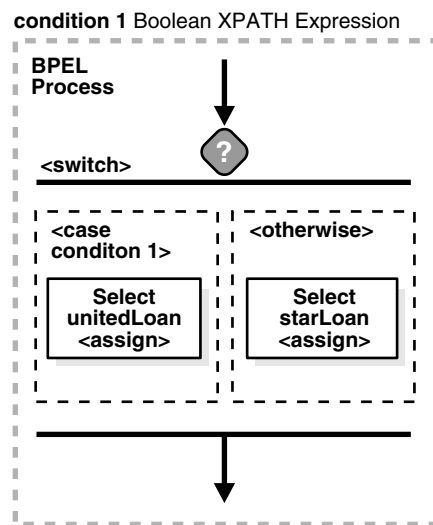 condition 1 Boolean XPATH Expression
BPEL
Process
?
<switch>
<case
conditon 1>
Select
unitedLoan
<assign>
<otherwise>
Select
starLoan
<assign>